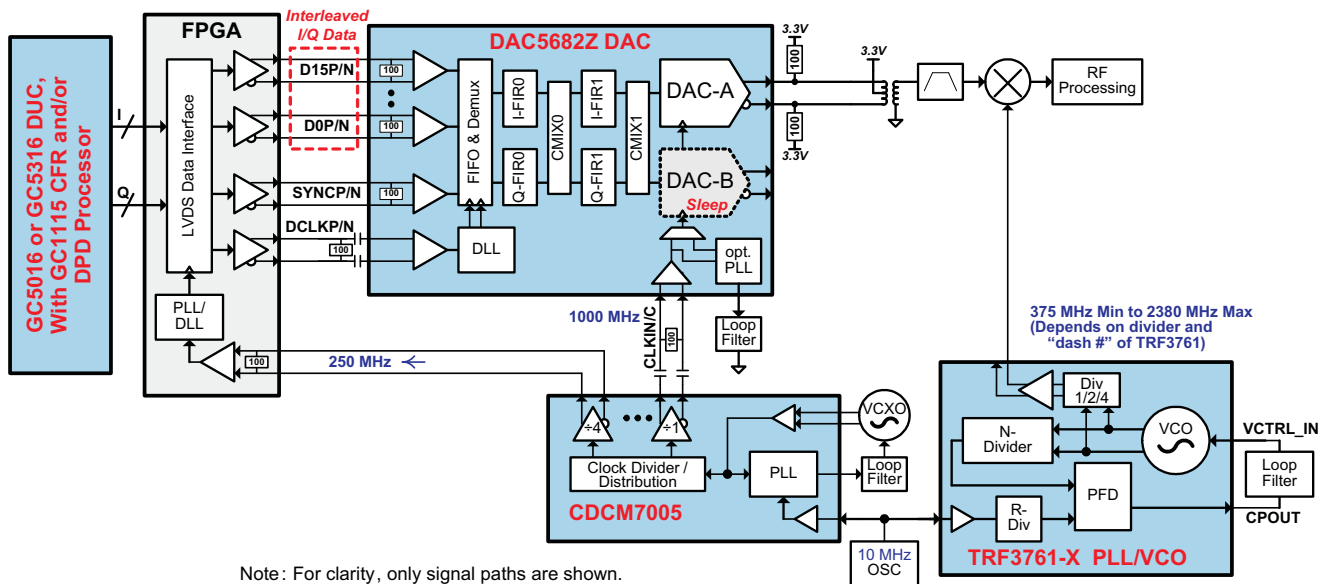 GC5016 or GC5316 DUC,
With GC1115 CFR and/or
DPD Processor
I
Q
FPGA
LVDS Data Interface
PLL/
DLL
100
Interleaved
I/Q Data
D15P/N
D0P/N
SYNCP/N
DCLKP/N
100
100
100
100
DAC5682Z DAC
FIFO & Demux
I-FIR0
Q-FIR0
CMIX0
I-FIR1
Q-FIR1
CMIX1
DAC-A
DAC-B
Sleep
DLL
opt.
PLL
3.3V
100
3.3V
100
3.3V
RF
Processing
1000 MHz
CLKIN/C
100
Loop
Filter
250 MHz
375 MHz Min to 2380 MHz Max
(Depends on divider and
“dash #” of TRF3761)
÷4
÷1
VCXO
Clock Divider /
Distribution
PLL
Loop
Filter
CDCM7005
Div
1/2/4
N-
Divider
VCO
VCTRL_IN
Loop
Filter
PFD
R-
Div
CPOUT
TRF3761-X PLL/VCO
10 MHz
OSC
Note: For clarity, only signal paths are shown.